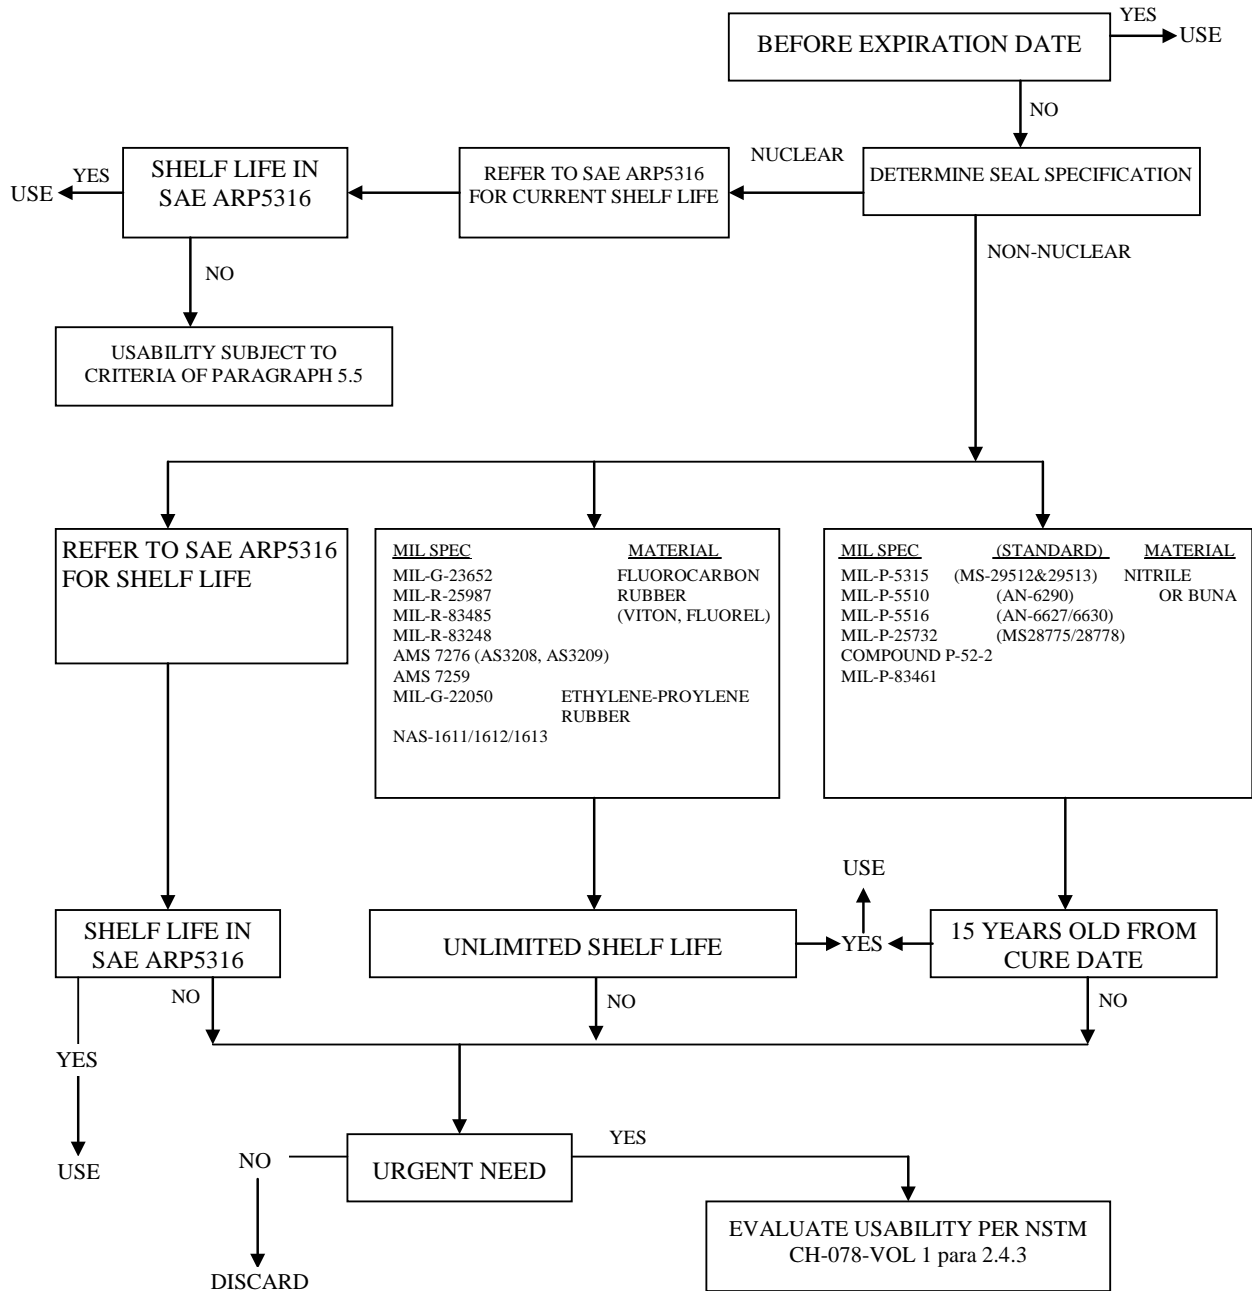 YES
BEFORE EXPIRATION DATE
USE
NO
NUCLEAR
DETERMINE SEAL SPECIFICATION
REFER TO SAE ARP5316
FOR CURRENT SHELF LIFE
SHELF LIFE IN
SAE ARP5316
YES
USE
NO
USABILITY SUBJECT TO
CRITERIA OF PARAGRAPH 5.5
NON-NUCLEAR
REFER TO SAE ARP5316
FOR SHELF LIFE
MIL SPEC MATERIAL
MIL-G-23652 FLUOROCARBON
MIL-R-25987 RUBBER
MIL-R-83485 (VITON, FLUOREL)
MIL-R-83248
AMS 7276 (AS3208, AS3209)
AMS 7259
MIL-G-22050 ETHYLENE-PROYLENE
RUBBER
NAS-1611/1612/1613
MIL SPEC (STANDARD) MATERIAL
MIL-P-5315 (MS-29512&29513) NITRILE
MIL-P-5510 (AN-6290) OR BUNA
MIL-P-5516 (AN-6627/6630)
MIL-P-25732 (MS28775/28778)
COMPOUND P-52-2
MIL-P-83461
SHELF LIFE IN
SAE ARP5316
NO
YES
USE
UNLIMITED SHELF LIFE
NO
USE
YES
15 YEARS OLD FROM
CURE DATE
NO
URGENT NEED
NO
DISCARD
YES
EVALUATE USABILITY PER NSTM
CH-078-VOL 1 para 2.4.3